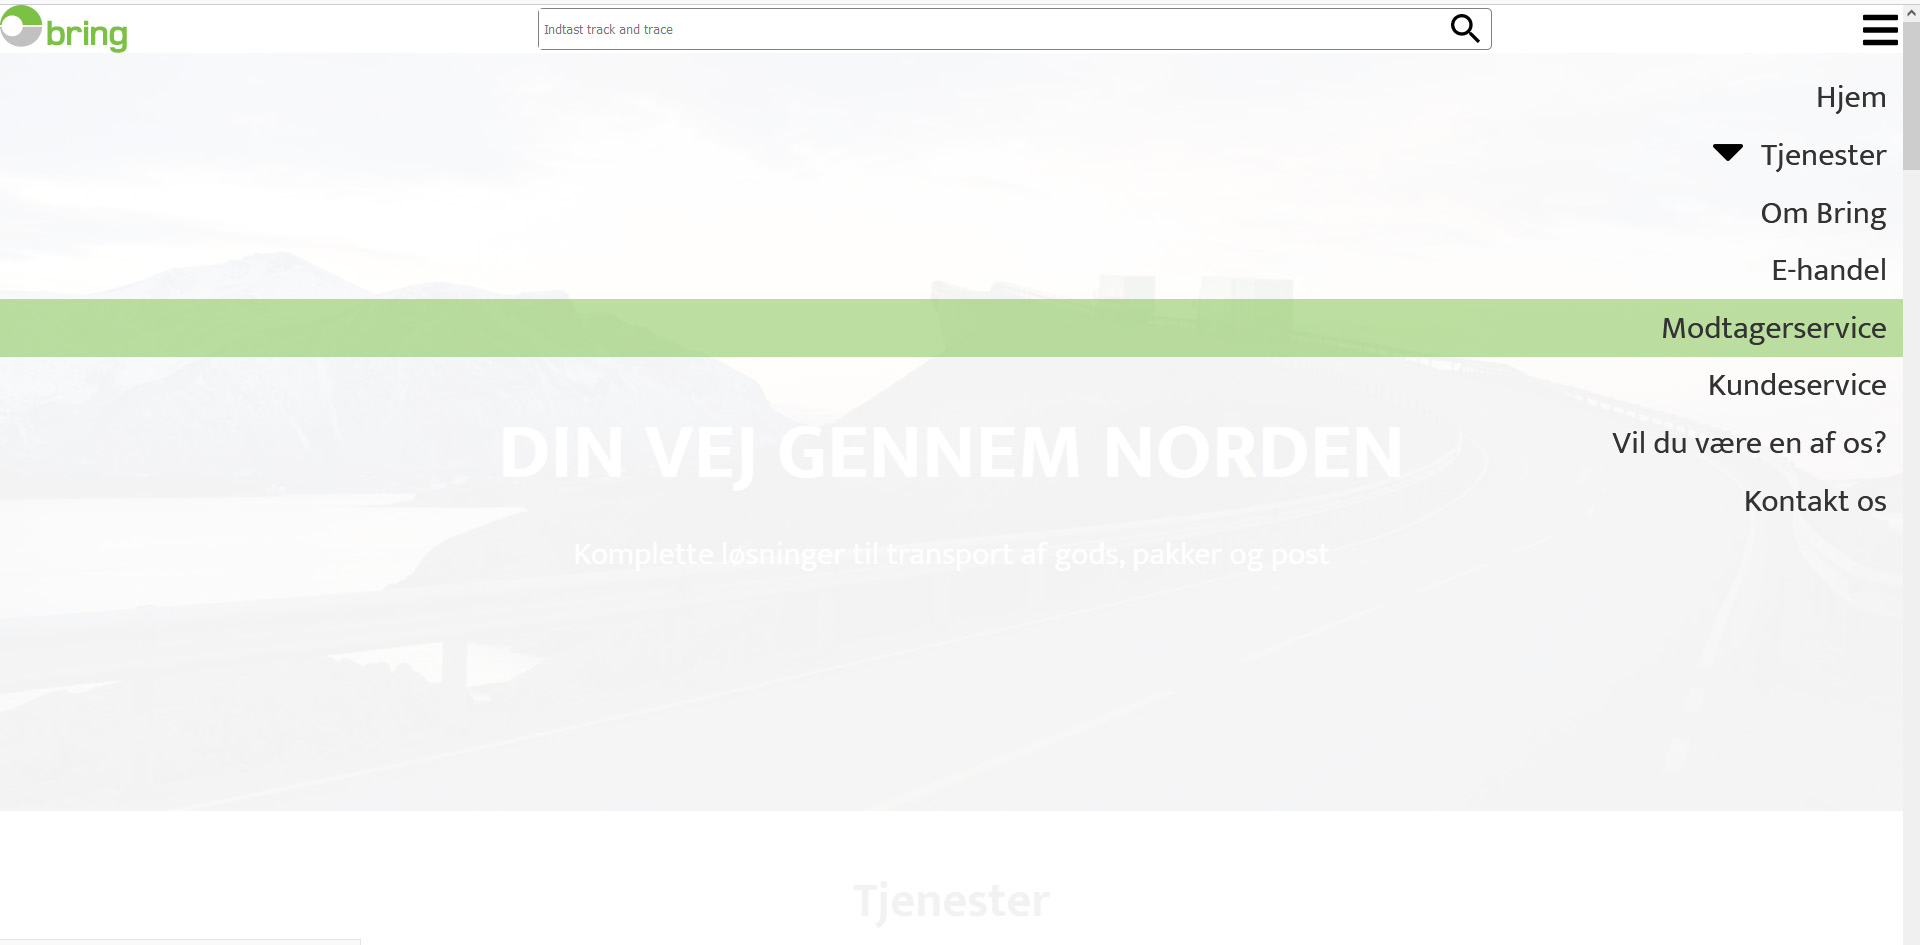 bring
Indtast track and trace
Hjem
Tjenester
Om Bring
E-handel
Modtagerservice
Kundeservice
Vil du være en af os?
Kontakt os
DIN VEJ GENNEM NORDEN
Komplette løsninger til transport af gods, pakker og post
Tjenester